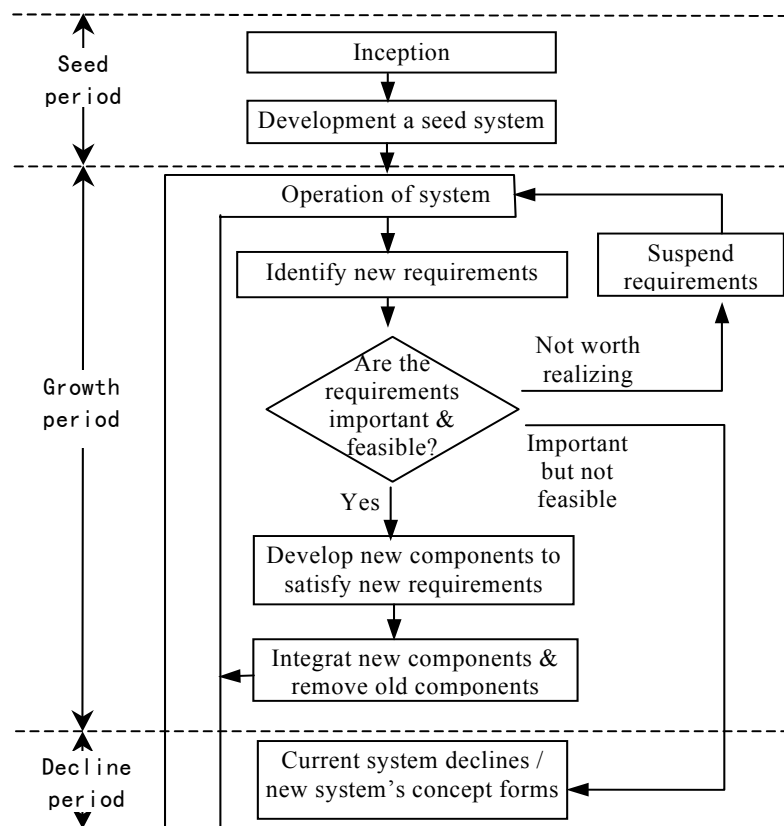 Seed
period
Inception
Development a seed system
Growth
period
Operation of system
Identify new requirements
Suspend
requirements
Are the
requirements
important &
feasible?
Not worth
realizing
Important
but not
feasible
Yes
Develop new components to
satisfy new requirements
Integrat new components &
remove old components
Decline
period
Current system declines /
new system’s concept forms